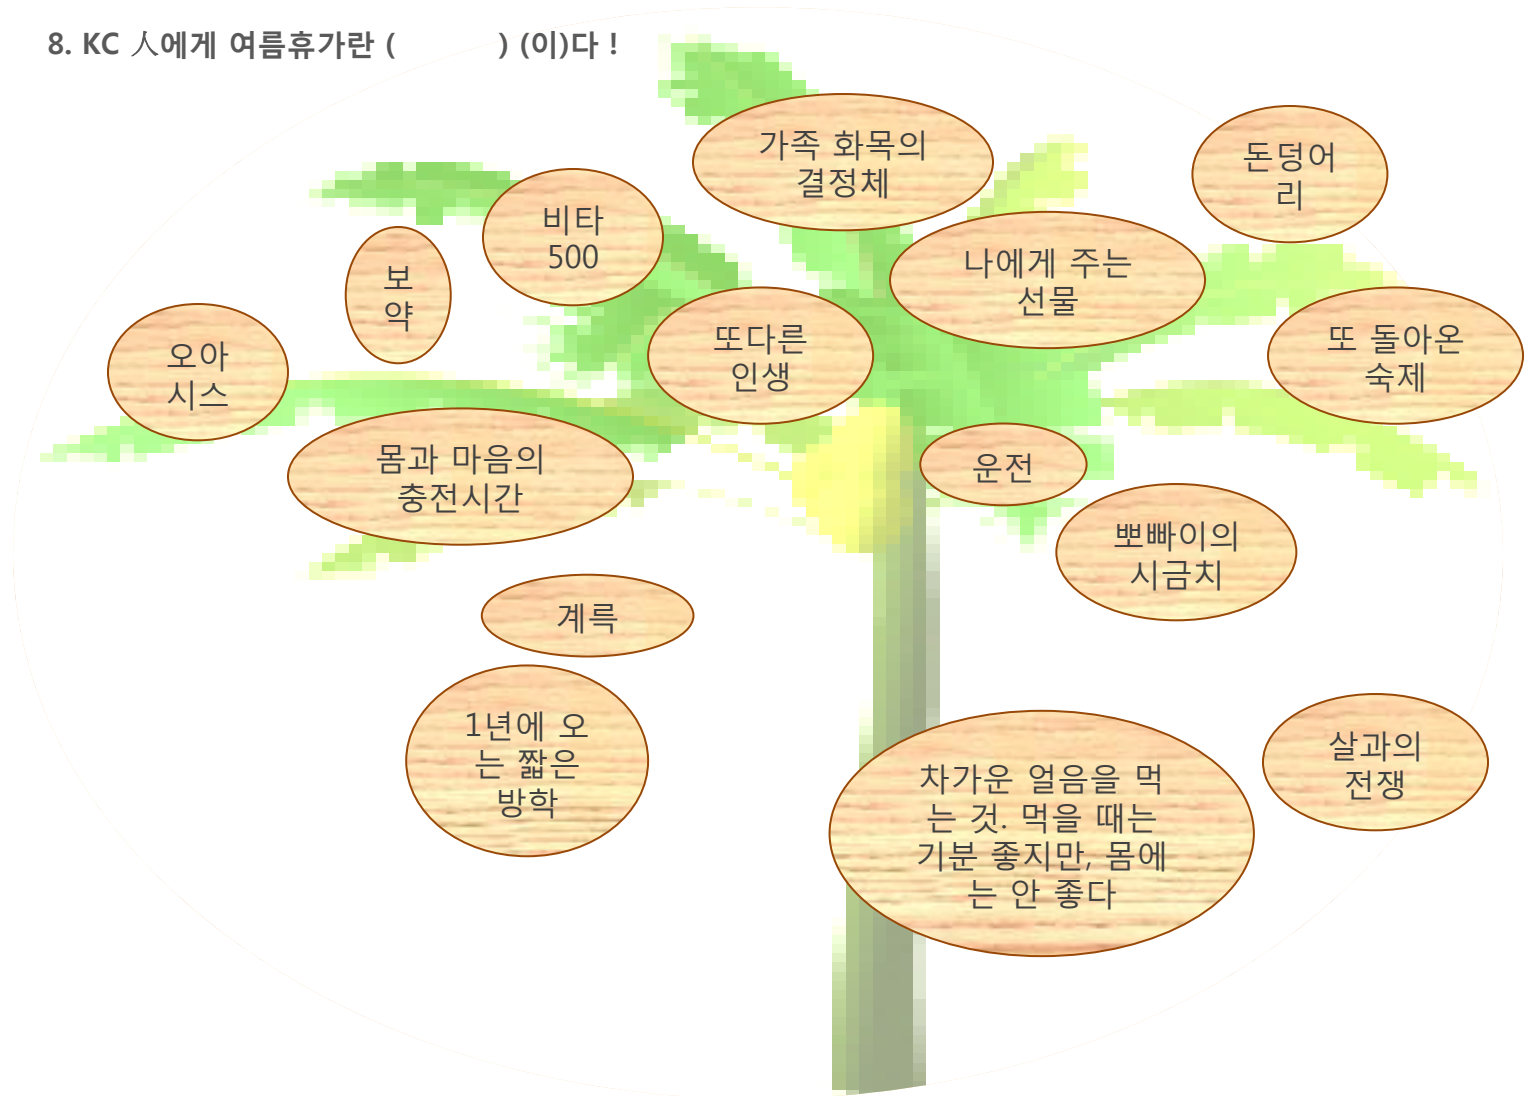 8. KC 人에게 여름휴가란 (          ) (이)다 !
가족 화목의
결정체
돈덩어
리
비타
500
보
약
나에게 주는
선물
오아
시스
또다른
인생
또 돌아온
숙제
몸과 마음의
충전시간
운전
뽀빠이의
시금치
계륵
1년에 오
는 짧은
방학
차가운 얼음을 먹
는 것. 먹을 때는
기분 좋지만, 몸에
는 안 좋다
살과의
전쟁